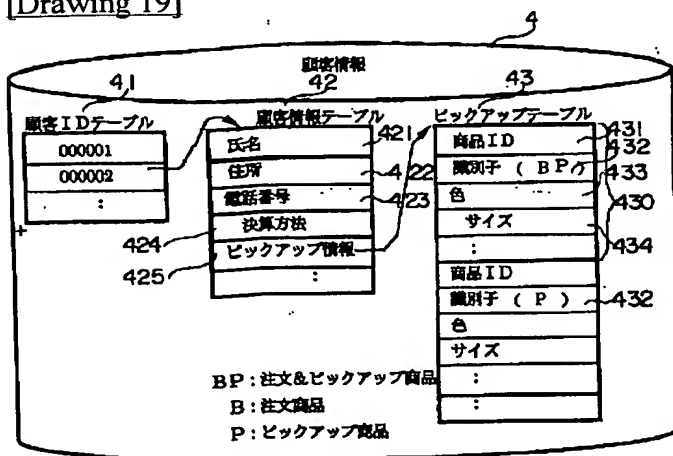 [Drawing 19]
4
顧客情報
41
42
43
顧客IDテーブル
000001
000002
:
顧客情報テーブル
氏名
421
住所
422
電話番号
423
決算方法
424
ピックアップ情報
425
:
ピックアップテーブル
商品ID
431
識別子 ( BP )
432
色
433
430
サイズ
434
:
商品ID
識別子 ( P )
432
色
サイズ
:
:
BP:注文&ピックアップ商品
B:注文商品
P:ピックアップ商品